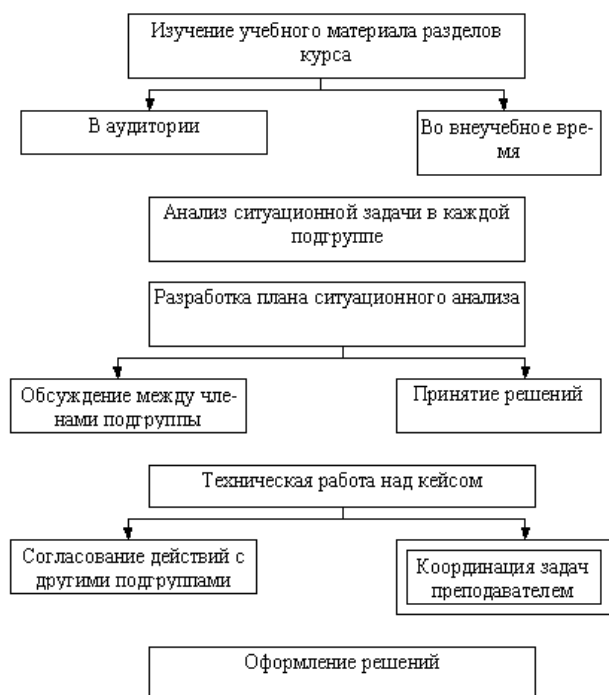 Изучение учебного материала разделов
курса
В аудитории
Во внеучебное вре-
мя
Анализ ситуационной задачи в каждой
подгруппе
Разработка плана ситуационного анализа
Обсуждение между чле-
нами подгруппы
Принятие решений
Техническая работа над кейсом
Согласование действий с
другими подгруппами
Координация задач
преподавателем
Оформление решений